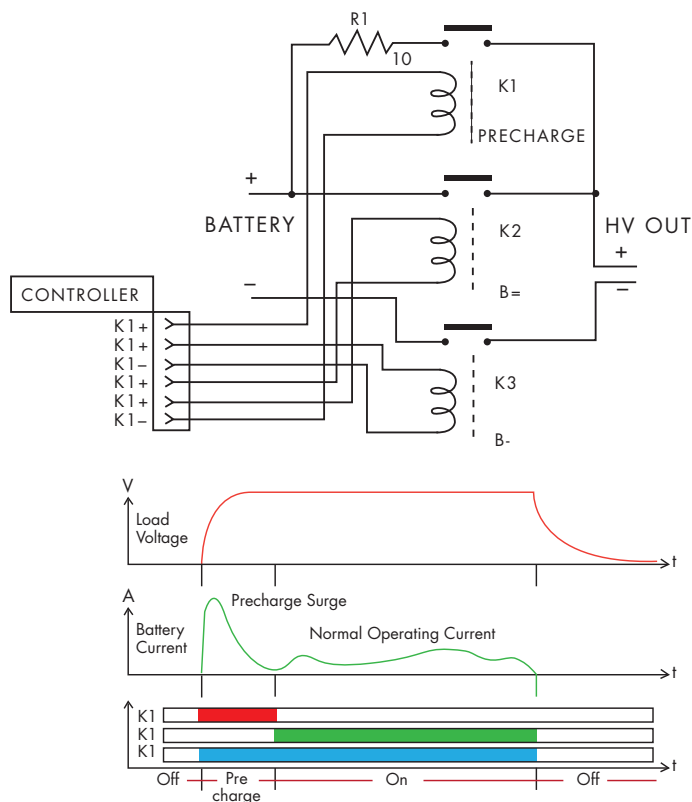 R1
10
K1
PRECHARGE
+
BATTERY
K2
HV OUT
+
–
–
B=
CONTROLLER
K1+
K1+
K1–
K1+
K1+
K1–
K3
B-
V
Load
Voltage
t
A
Precharge Surge
Battery
Current
Normal Operating Current
t
K1
K1
K1
t
Off
Pre
charge
On
Off